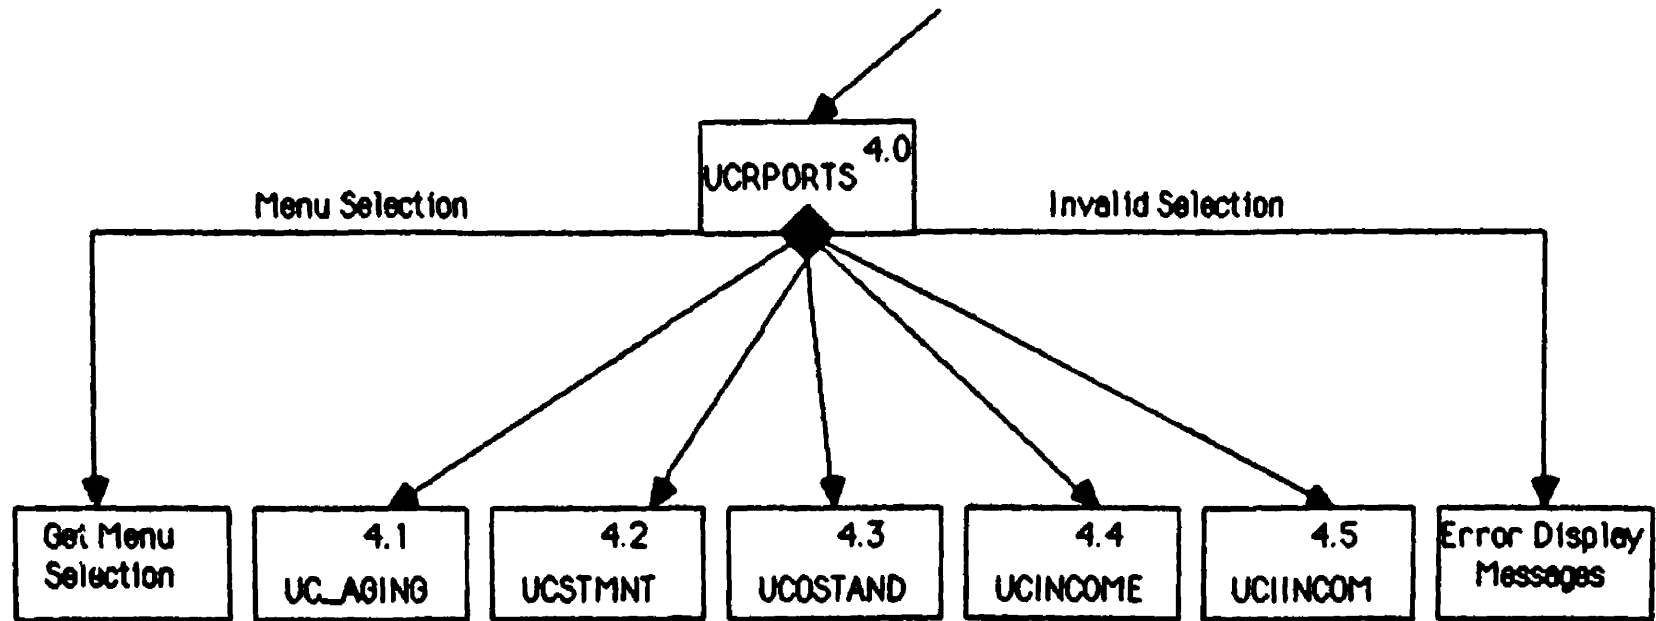 4.0
UCRPORTS
Menu Selection
Invalid Selection
Get Menu
Selection
4.1
UC_AGING
4.2
UCSTMNT
4.3
UCOSTAND
4.4
UCINCOME
4.5
UCIINCOM
Error Display
Messages